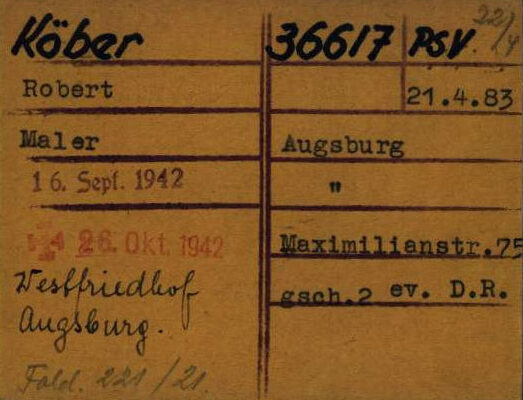 Köber 36617 PSV. 22/4
Robert 21.4.83
Maler Augsburg
16. Sept. 1942 "
26. Okt. 1942 Maximilianstr.75
Westfriedhof gsch.2 ev. D.R.
Augsburg.
221/21.